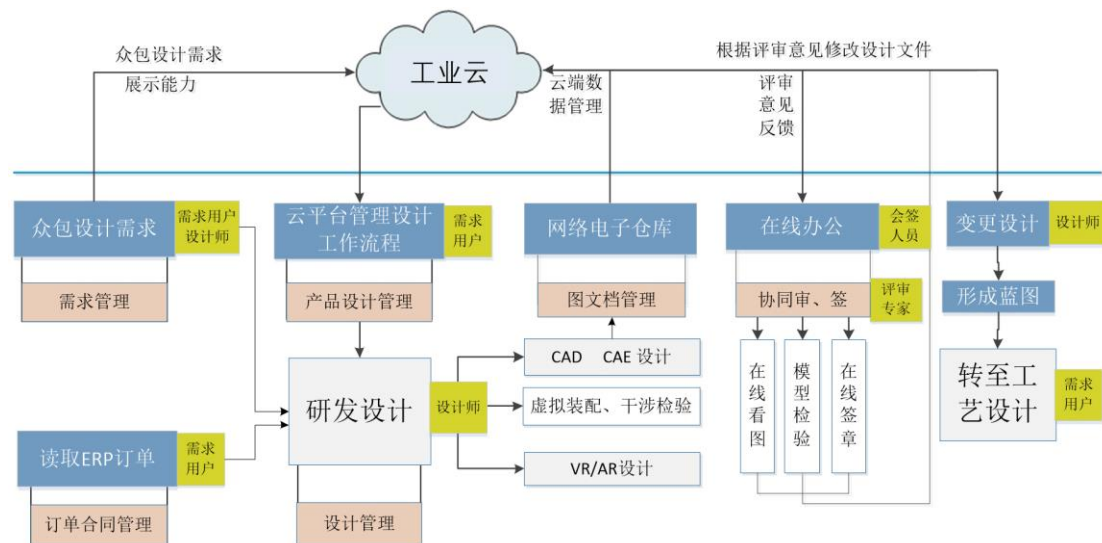 众包设计需求
展示能力
工业云
根据评审意见修改设计文件
云端数
据管理
评审
意见
反馈
众包设计需求
需求用户
设计师
需求管理
云平台管理设计
工作流程
需求
用户
产品设计管理
网络电子仓库
图文档管理
在线办公
会签
人员
协同审、签
评审
专家
变更设计
设计师
形成蓝图
转至工
艺设计
需求
用户
研发设计
设计师
设计管理
CAD CAE 设计
虚拟装配、干涉检验
VR/AR设计
在线看图
模型检验
在线签章
读取ERP订单
需求
用户
订单合同管理